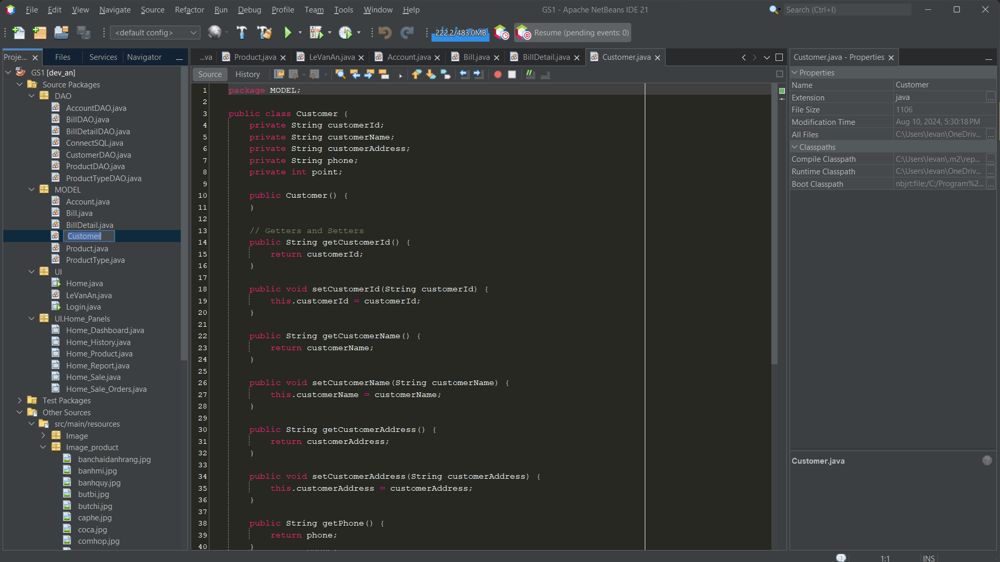 File Edit View Navigate Source Refactor Run Debug Profile Team Tools Window Help
GS1 - Apache NetBeans IDE 21
Search (Ctrl+I)
<default config>
222.2/483.0MB
Resume (pending events: 0)
Proje...
Files
Services
Navigator
GS1 [dev_an]
Source Packages
DAO
AccountDAO.java
BillDAO.java
BillDetailDAO.java
ConnectSQL.java
CustomerDAO.java
ProductDAO.java
ProductTypeDAO.java
MODEL
Account.java
Bill.java
BillDetail.java
Customer
Product.java
ProductType.java
UI
Home.java
LeVanAn.java
Login.java
UI.Home_Panels
Home_Dashboard.java
Home_History.java
Home_Product.java
Home_Report.java
Home_Sale.java
Home_Sale_Orders.java
Test Packages
Other Sources
src/main/resources
Image
Image_product
banchaidanhrang.jpg
banhmi.jpg
banhquy.jpg
butbi.jpg
butchi.jpg
caphe.jpg
coca.jpg
comhop.jpg
...va
Product.java
LeVanAn.java
Account.java
Bill.java
BillDetail.java
Customer.java
Source
History
1 package MODEL;
2
3 public class Customer {
4 private String customerId;
5 private String customerName;
6 private String customerAddress;
7 private String phone;
8 private int point;
9
10 public Customer() {
11 }
12
13 // Getters and Setters
14 public String getCustomerId() {
15 return customerId;
16 }
17
18 public void setCustomerId(String customerId) {
19 this.customerId = customerId;
20 }
21
22 public String getCustomerName() {
23 return customerName;
24 }
25
26 public void setCustomerName(String customerName) {
27 this.customerName = customerName;
28 }
29
30 public String getCustomerAddress() {
31 return customerAddress;
32 }
33
34 public void setCustomerAddress(String customerAddress) {
35 this.customerAddress = customerAddress;
36 }
37
38 public String getPhone() {
39 return phone;
40 }
Customer.java - Properties
Properties
Name Customer
Extension java ...
File Size 1106
Modification Time Aug 10, 2024, 5:30:18 PM
All Files C:\Users\levan\OneDriv... ...
Classpaths
Compile Classpath C:\Users\levan\.m2\rep... ...
Runtime Classpath C:\Users\levan\OneDriv... ...
Boot Classpath nbjrt:file:/C:/Program%2... ...
Customer.java
?
1
1:1
INS